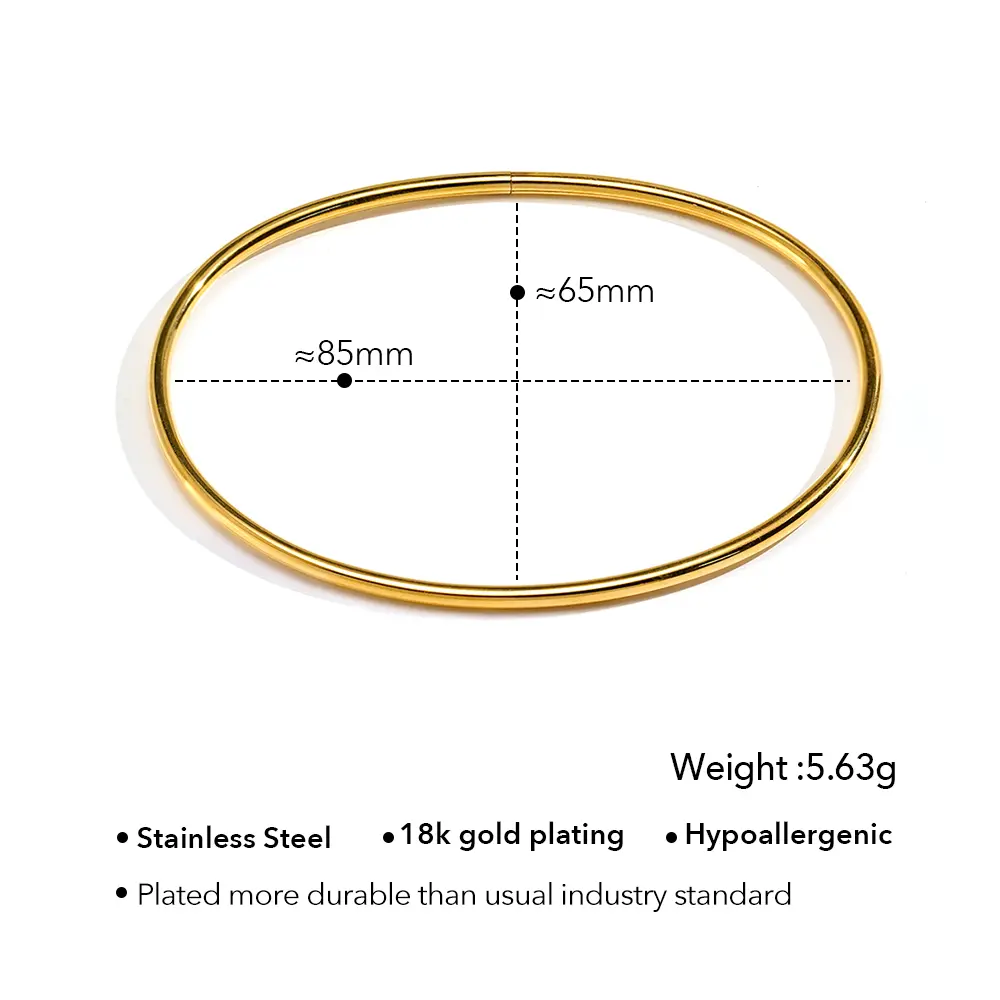 ≈65mm
≈85mm
Weight :5.63g
• Stainless Steel • 18k gold plating • Hypoallergenic
• Plated more durable than usual industry standard